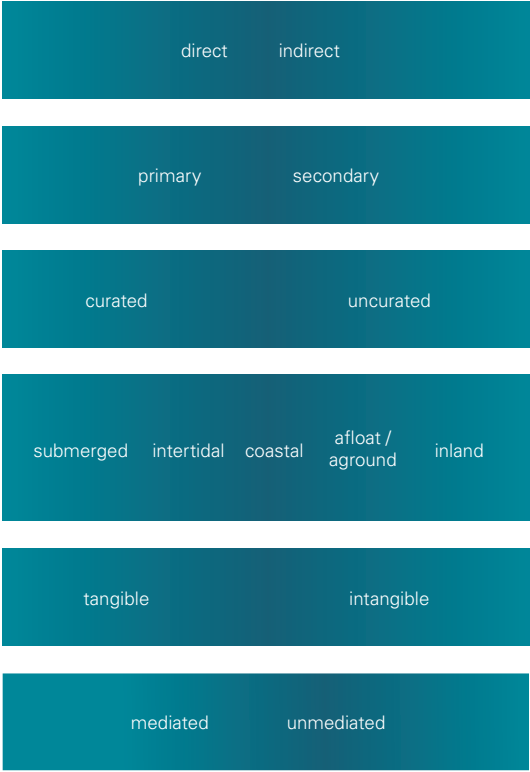 direct indirect
primary secondary
curated uncurated
submerged intertidal coastal afloat / aground inland
tangible intangible
mediated unmediated